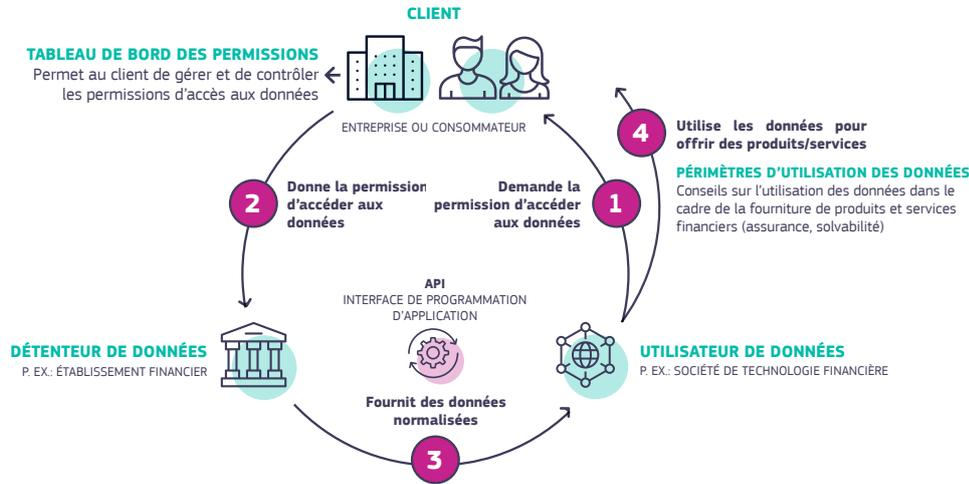 CLIENT
TABLEAU DE BORD DES PERMISSIONS
Permet au client de gérer et de contrôler
les permissions d'accès aux données
ENTREPRISE OU CONSOMMATEUR
4
Utilise les données pour
offrir des produits/services
PÉRIMÈTRES D'UTILISATION DES DONNÉES
Conseils sur l'utilisation des données dans le
cadre de la fourniture de produits et services
financiers (assurance, solvabilité)
2
Donne la permission
d'accéder aux
données
Demande la
permission d'accéder
aux données
1
API
INTERFACE DE PROGRAMMATION
D'APPLICATION
DÉTENTEUR DE DONNÉES
P. EX.: ÉTABLISSEMENT FINANCIER
UTILISATEUR DE DONNÉES
P. EX.: SOCIÉTÉ DE TECHNOLOGIE FINANCIÈRE
Fournit des données
normalisées
3